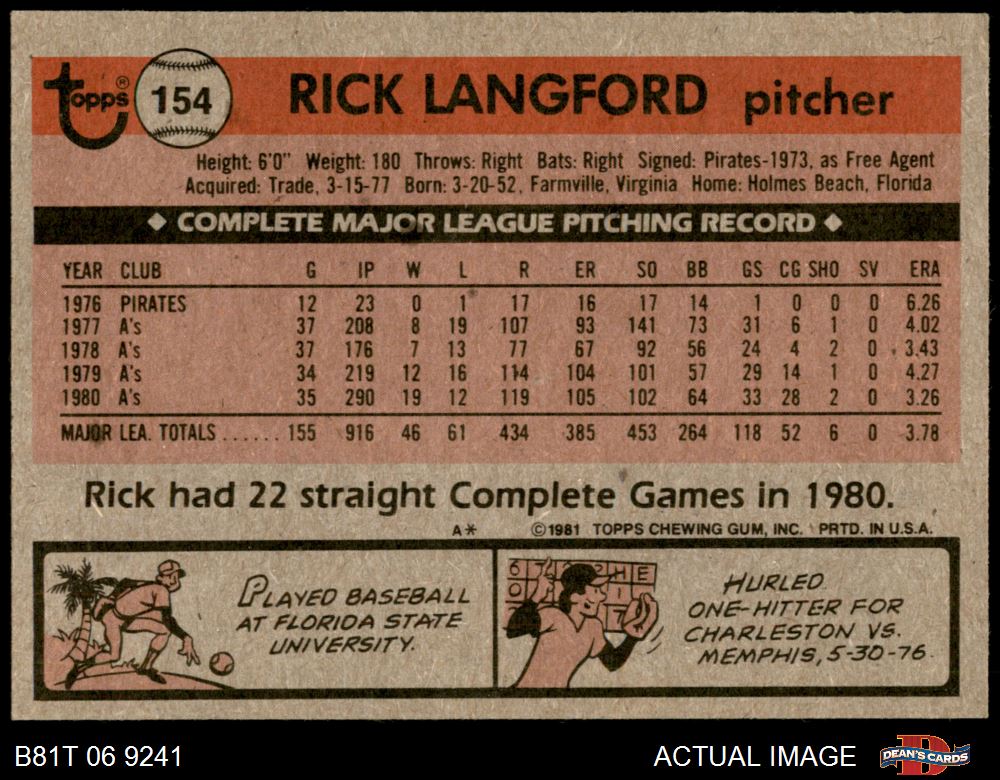 Topps® 154 RICK LANGFORD pitcher
Height: 6'0" Weight: 180 Throws: Right Bats: Right Signed: Pirates-1973, as Free Agent
Acquired: Trade, 3-15-77 Born: 3-20-52, Farmville, Virginia Home: Holmes Beach, Florida
◆ COMPLETE MAJOR LEAGUE PITCHING RECORD ◆
YEAR CLUB G IP W L R ER SO BB GS CG SHO SV ERA
1976 PIRATES 12 23 0 1 17 16 17 14 1 0 0 0 6.26
1977 A's 37 208 8 19 107 93 141 73 31 6 1 0 4.02
1978 A's 37 176 7 13 77 67 92 56 24 4 2 0 3.43
1979 A's 34 219 12 16 114 104 101 57 29 14 1 0 4.27
1980 A's 35 290 19 12 119 105 102 64 33 28 2 0 3.26
MAJOR LEA. TOTALS ...... 155 916 46 61 434 385 453 264 118 52 6 0 3.78
Rick had 22 straight Complete Games in 1980.
A* ©1981 TOPPS CHEWING GUM, INC. PRTD. IN U.S.A.
PLAYED BASEBALL
AT FLORIDA STATE
UNIVERSITY.
HURLED
ONE-HITTER FOR
CHARLESTON VS.
MEMPHIS, 5-30-76.
B81T 06 9241 ACTUAL IMAGE DEAN'S CARDS